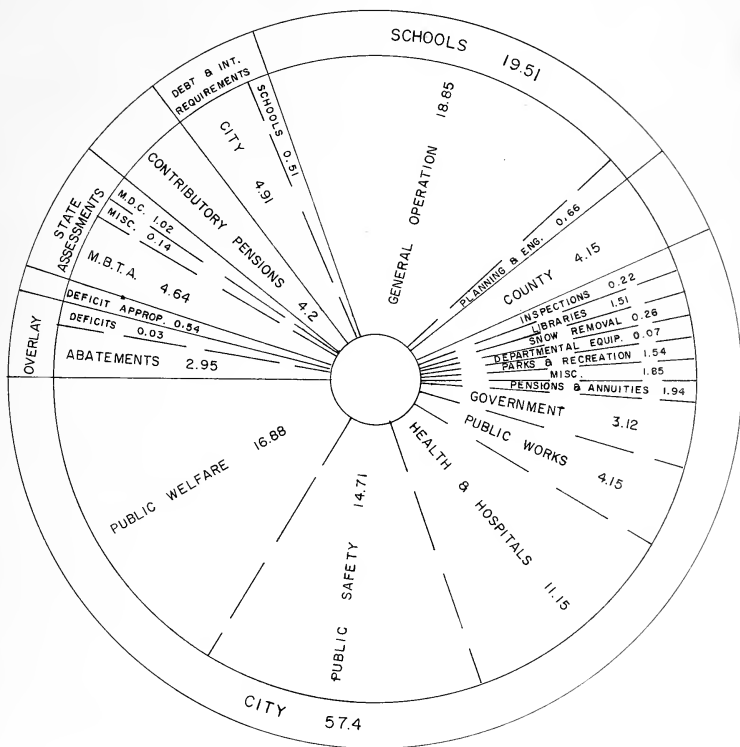 SCHOOLS 19.51
GENERAL OPERATION 18.85
PLANNING & ENG. 0.66
COUNTY 4.15
INSPECTIONS 0.22
LIBRARIES 1.51
SNOW REMOVAL 0.26
DEPARTMENTAL EQUIP. 0.07
PARKS & RECREATION 1.54
MISC. 1.85
PENSIONS & ANNUITIES 1.94
GOVERNMENT 3.12
PUBLIC WORKS 4.15
HEALTH & HOSPITALS 11.15
PUBLIC SAFETY 14.71
PUBLIC WELFARE 16.88
CITY 57.4
OVERLAY
ABATEMENTS 2.95
DEFICITS 0.03
DEFICIT APPROP. 0.54
STATE
ASSESSMENTS
M.B.T.A. 4.64
MISC. 0.14
M.D.C. 1.02
CONTRIBUTORY PENSIONS 4.2
DEBT & INT.
REQUIREMENTS
CITY 4.91
SCHOOLS 0.51